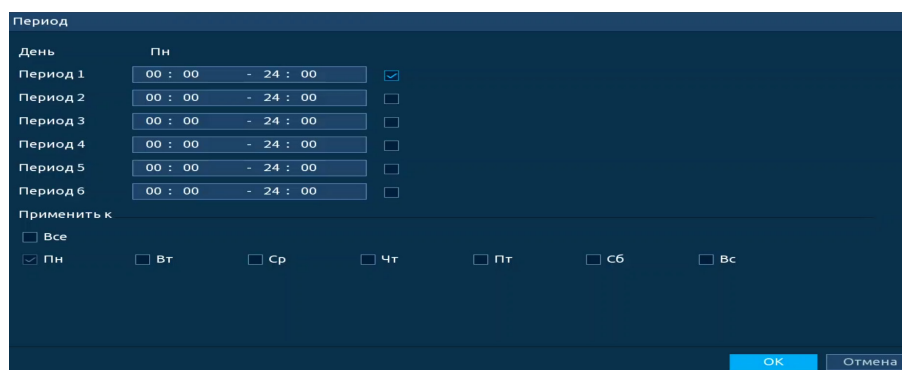 Период
День Пн
Период 1 00 : 00 - 24 : 00
Период 2 00 : 00 - 24 : 00
Период 3 00 : 00 - 24 : 00
Период 4 00 : 00 - 24 : 00
Период 5 00 : 00 - 24 : 00
Период 6 00 : 00 - 24 : 00
Применить к
Все
Пн Вт Ср Чт Пт Сб Вс
ОК Отмена